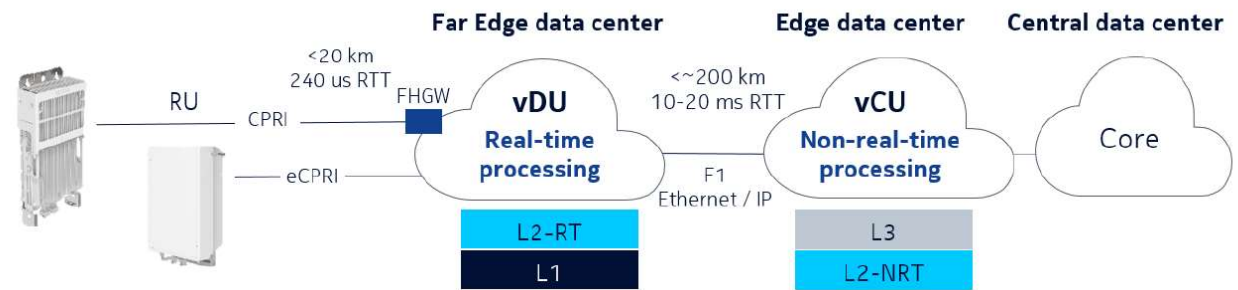 Far Edge data center
Edge data center
Central data center
<20 km
240 us RTT
<~200 km
10-20 ms RTT
RU
CPRI
FHGW
vDU
Real-time
processing
vCU
Non-real-time
processing
Core
eCPRI
F1
Ethernet / IP
L2-RT
L1
L3
L2-NRT